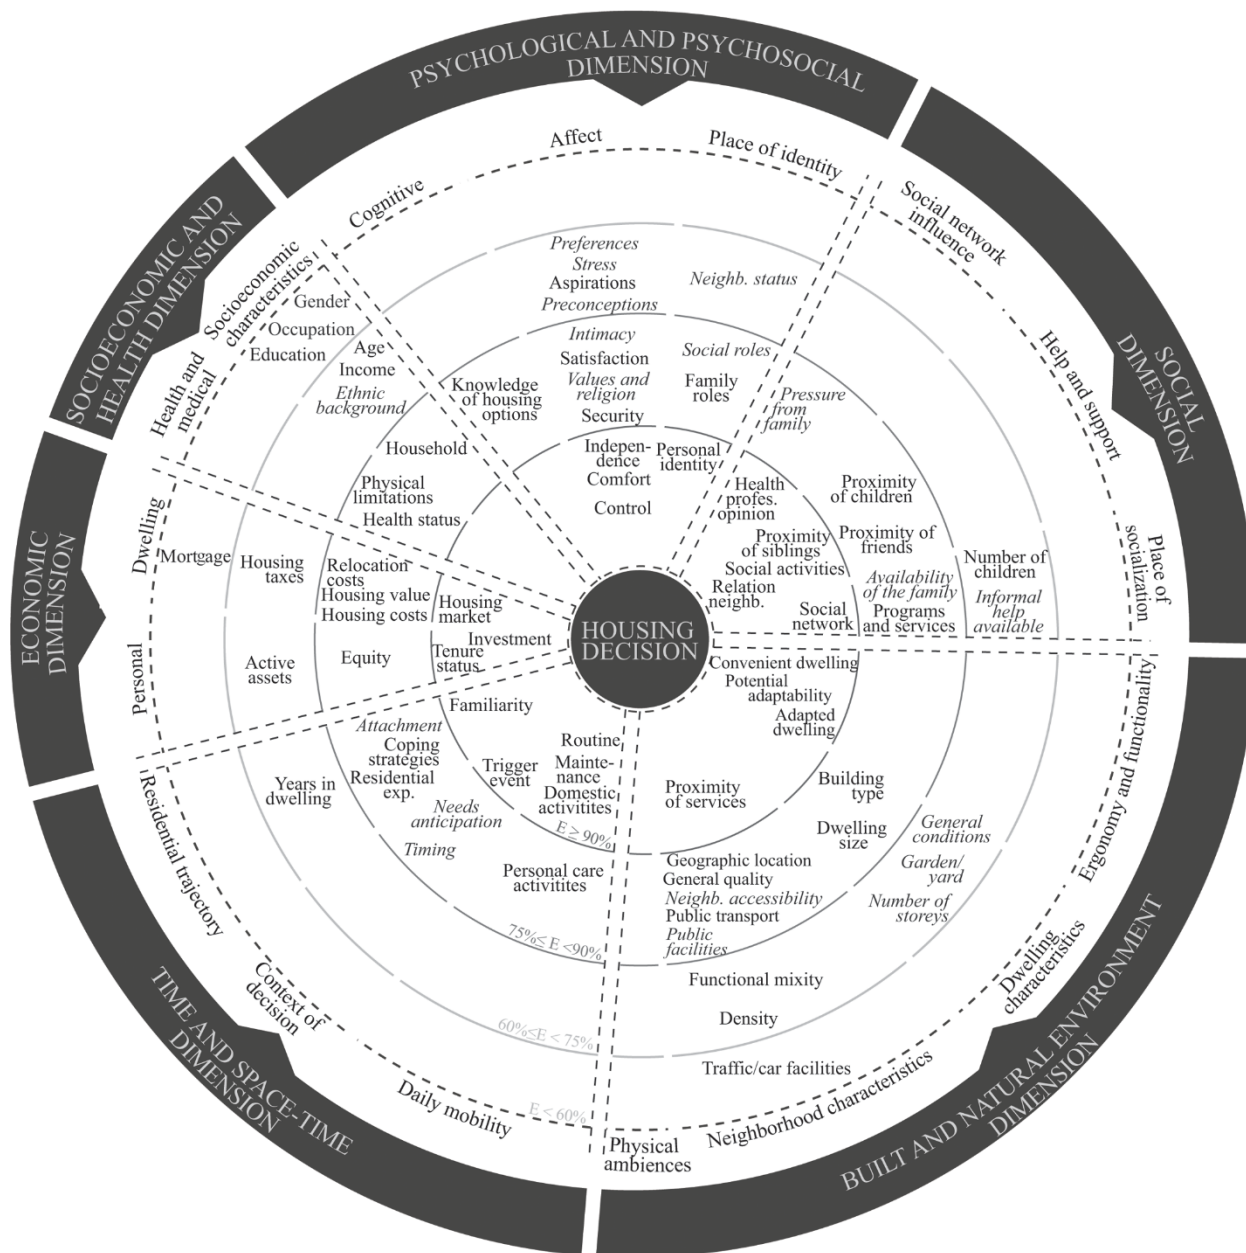 PSYCHOLOGICAL AND PSYCHOSOCIAL
DIMENSION
Affect
Place of identity
Cognitive
Preferences
Stress
Aspirations
Preconceptions
Neighb. status
Intimacy
Satisfaction
Values and
religion
Security
Social roles
Family
roles
Knowledge
of housing
options
Indepen-
dence
Comfort
Control
Personal
identity
SOCIAL
DIMENSION
Social network
influence
Help and support
Place of
socialization
Pressure
from
family
Health
profes.
opinion
Proximity
of children
Proximity
of siblings
Social activities
Relation
neighb.
Social
network
Proximity of
friends
Availability
of the family
Programs
and services
Number of
children
Informal
help
available
SOCIOECONOMIC AND
HEALTH DIMENSION
Socioeconomic
characteristics
Health and
medical
Gender
Occupation
Education
Age
Income
Ethnic
background
Household
Physical
limitations
Health status
ECONOMIC
DIMENSION
Dwelling
Personal
Mortgage
Housing
taxes
Relocation
costs
Housing value
Housing costs
Housing
market
Investment
Tenure
status
Equity
Active
assets
HOUSING
DECISION
TIME AND SPACE-TIME
DIMENSION
Residential trajectory
Context of
decision
Daily mobility
Familiarity
Attachment
Coping
strategies
Residential
exp.
Years in
dwelling
Trigger
event
Routine
Mainte-
nance
Domestic
activitites
Needs
anticipation
Timing
Personal care
activitites
E ≥ 90%
75%≤ E <90%
60%≤E < 75%
E < 60%
BUILT AND NATURAL ENVIRONMENT
DIMENSION
Ergonomy and functionality
Dwelling
characteristics
Neighborhood characteristics
Physical
ambiences
Convenient dwelling
Potential
adaptability
Adapted
dwelling
Proximity
of services
Building
type
Dwelling
size
General
conditions
Garden/
yard
Number of
storeys
Geographic location
General quality
Neighb. accessibility
Public transport
Public
facilities
Functional mixity
Density
Traffic/car facilities